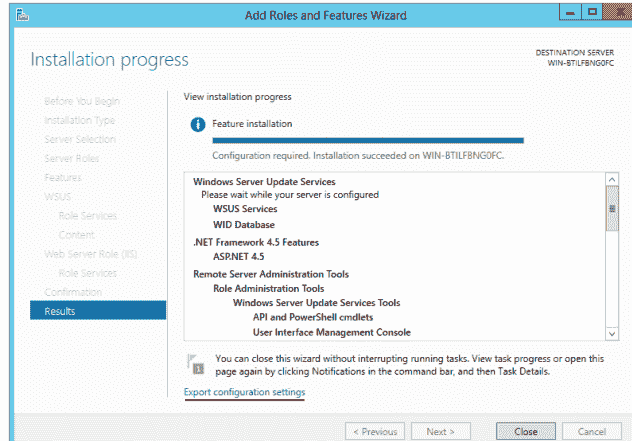 Add Roles and Features Wizard
Installation progress
DESTINATION SERVER
WIN-BTILFBNG0FC
Before You Begin
Installation Type
Server Selection
Server Roles
Features
WSUS
Role Services
Content
Web Server Role (IIS)
Role Services
Confirmation
Results
View installation progress
Feature installation
Configuration required. Installation succeeded on WIN-BTILFBNG0FC.
Windows Server Update Services
Please wait while your server is configured
WSUS Services
WID Database
.NET Framework 4.5 Features
ASP.NET 4.5
Remote Server Administration Tools
Role Administration Tools
Windows Server Update Services Tools
API and PowerShell cmdlets
User Interface Management Console
1
You can close this wizard without interrupting running tasks. View task progress or open this
page again by clicking Notifications in the command bar, and then Task Details.
Export configuration settings
< Previous
Next >
Close
Cancel